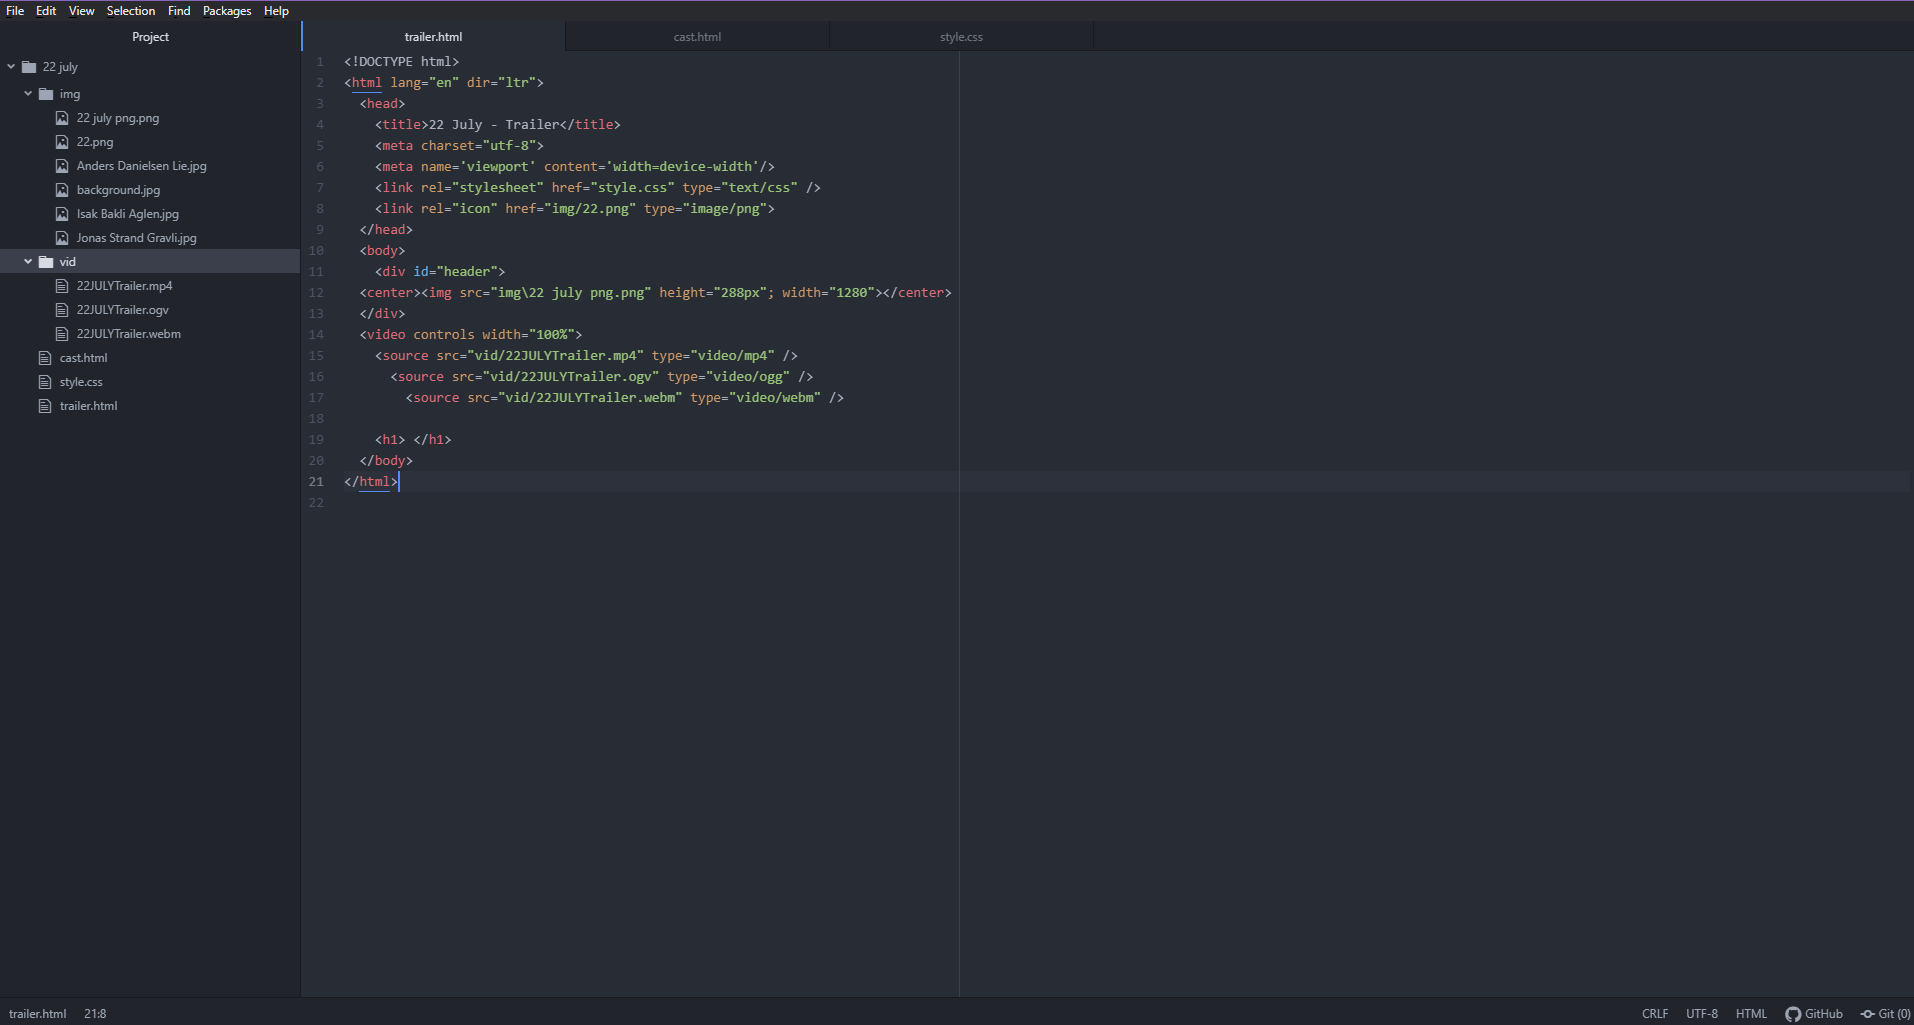 File Edit View Selection Find Packages Help
Project
22 july
img
22 july png.png
22.png
Anders Danielsen Lie.jpg
background.jpg
Isak Bakli Aglen.jpg
Jonas Strand Gravli.jpg
vid
22JULYTrailer.mp4
22JULYTrailer.ogv
22JULYTrailer.webm
cast.html
style.css
trailer.html
trailer.html cast.html style.css
1 <!DOCTYPE html>
2 <html lang="en" dir="ltr">
3 <head>
4 <title>22 July - Trailer</title>
5 <meta charset="utf-8">
6 <meta name='viewport' content='width=device-width'/>
7 <link rel="stylesheet" href="style.css" type="text/css" />
8 <link rel="icon" href="img/22.png" type="image/png">
9 </head>
10 <body>
11 <div id="header">
12 <center><img src="img\22 july png.png" height="288px"; width="1280"></center>
13 </div>
14 <video controls width="100%">
15 <source src="vid/22JULYTrailer.mp4" type="video/mp4" />
16 <source src="vid/22JULYTrailer.ogv" type="video/ogg" />
17 <source src="vid/22JULYTrailer.webm" type="video/webm" />
18
19 <h1> </h1>
20 </body>
21 </html>
22
trailer.html 21:8 CRLF UTF-8 HTML GitHub Git (0)